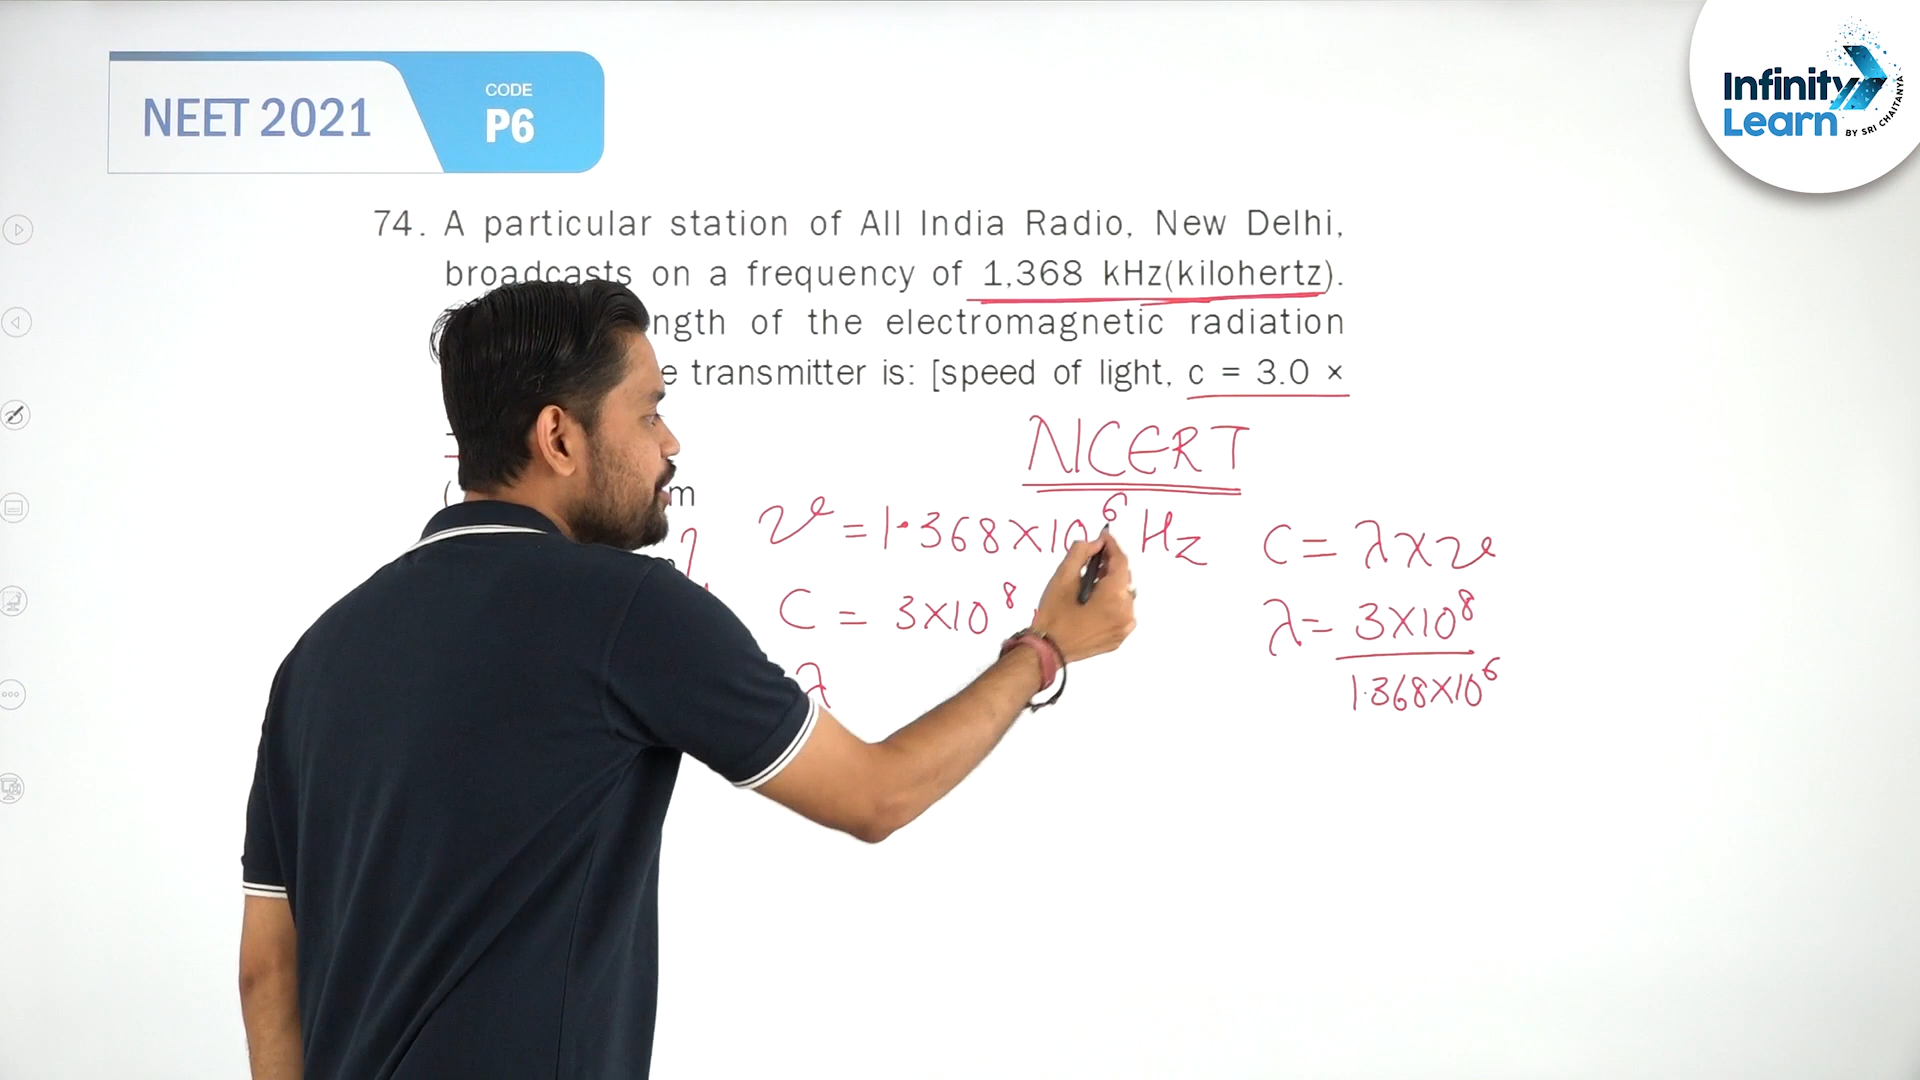 NEET 2021
CODE
P6
Infinity
Learn
BY SRI CHAITANYA
74. A particular station of All India Radio, New Delhi,
broadcasts on a frequency of 1,368 kHz(kilohertz).
ngth of the electromagnetic radiation
e transmitter is: [speed of light, c = 3.0 ×
NCERT
m
ν = 1.368×10⁶ Hz
C = λ×ν
C = 3×10⁸
λ = 3×10⁸
1.368×10⁶
λ